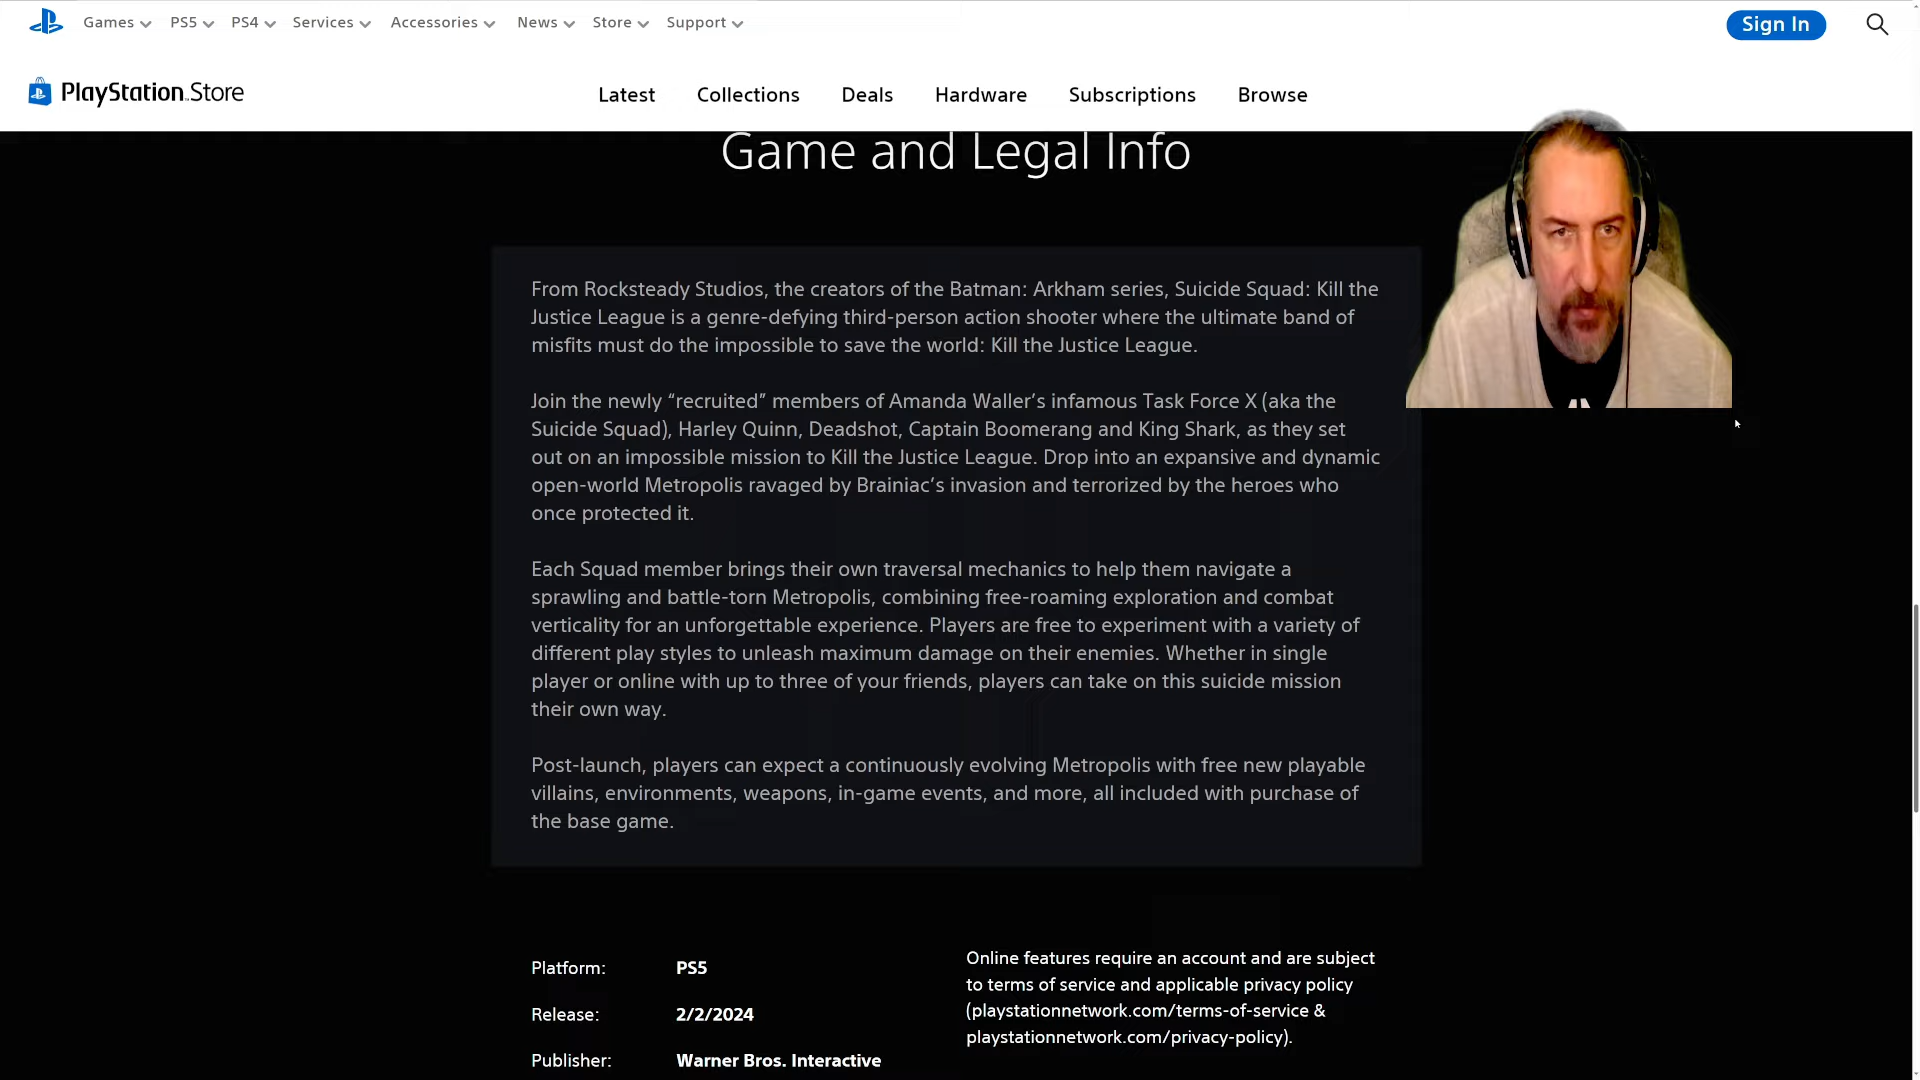 Games PS5 PS4 Services Accessories News Store Support Sign In
PlayStation Store Latest Collections Deals Hardware Subscriptions Browse
Game and Legal Info
From Rocksteady Studios, the creators of the Batman: Arkham series, Suicide Squad: Kill the
Justice League is a genre-defying third-person action shooter where the ultimate band of
misfits must do the impossible to save the world: Kill the Justice League.
Join the newly “recruited” members of Amanda Waller’s infamous Task Force X (aka the
Suicide Squad), Harley Quinn, Deadshot, Captain Boomerang and King Shark, as they set
out on an impossible mission to Kill the Justice League. Drop into an expansive and dynamic
open-world Metropolis ravaged by Brainiac’s invasion and terrorized by the heroes who
once protected it.
Each Squad member brings their own traversal mechanics to help them navigate a
sprawling and battle-torn Metropolis, combining free-roaming exploration and combat
verticality for an unforgettable experience. Players are free to experiment with a variety of
different play styles to unleash maximum damage on their enemies. Whether in single
player or online with up to three of your friends, players can take on this suicide mission
their own way.
Post-launch, players can expect a continuously evolving Metropolis with free new playable
villains, environments, weapons, in-game events, and more, all included with purchase of
the base game.
Platform: PS5
Release: 2/2/2024
Publisher: Warner Bros. Interactive
Online features require an account and are subject
to terms of service and applicable privacy policy
(playstationnetwork.com/terms-of-service &
playstationnetwork.com/privacy-policy).